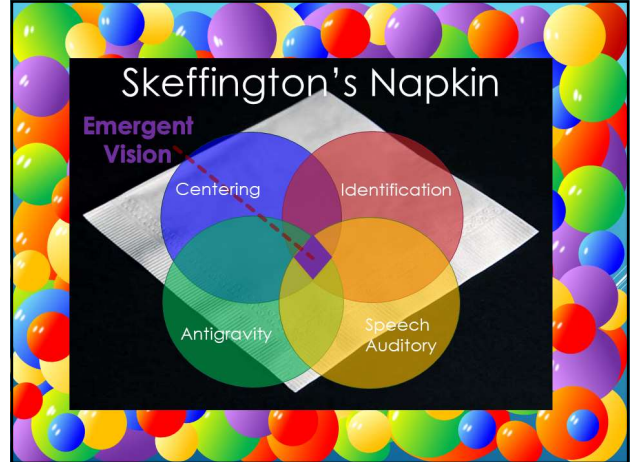 Skeffington's Napkin
Emergent
Vision
Centering
Identification
Antigravity
Speech
Auditory